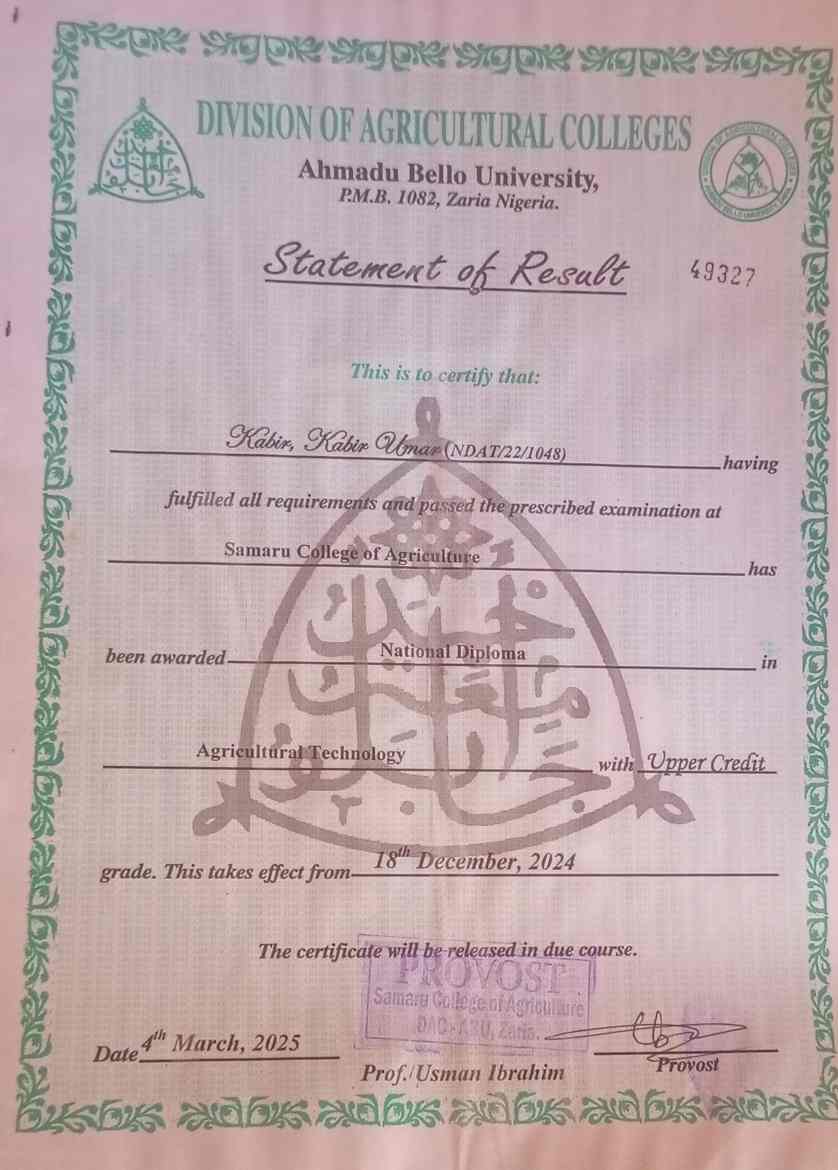 DIVISION OF AGRICULTURAL COLLEGES
Ahmadu Bello University,
P.M.B. 1082, Zaria Nigeria.
Statement of Result
49327
This is to certify that:
Kabir, Kabir Umar (NDAT/22/1048) having
fulfilled all requirements and passed the prescribed examination at
Samaru College of Agriculture has
been awarded National Diploma in
Agricultural Technology with Upper Credit
grade. This takes effect from 18th December, 2024
The certificate will be released in due course.
PROVOST
Samaru College of Agriculture
DAC-ABU, Zaria.
Date 4th March, 2025
Prof. Usman Ibrahim
Provost